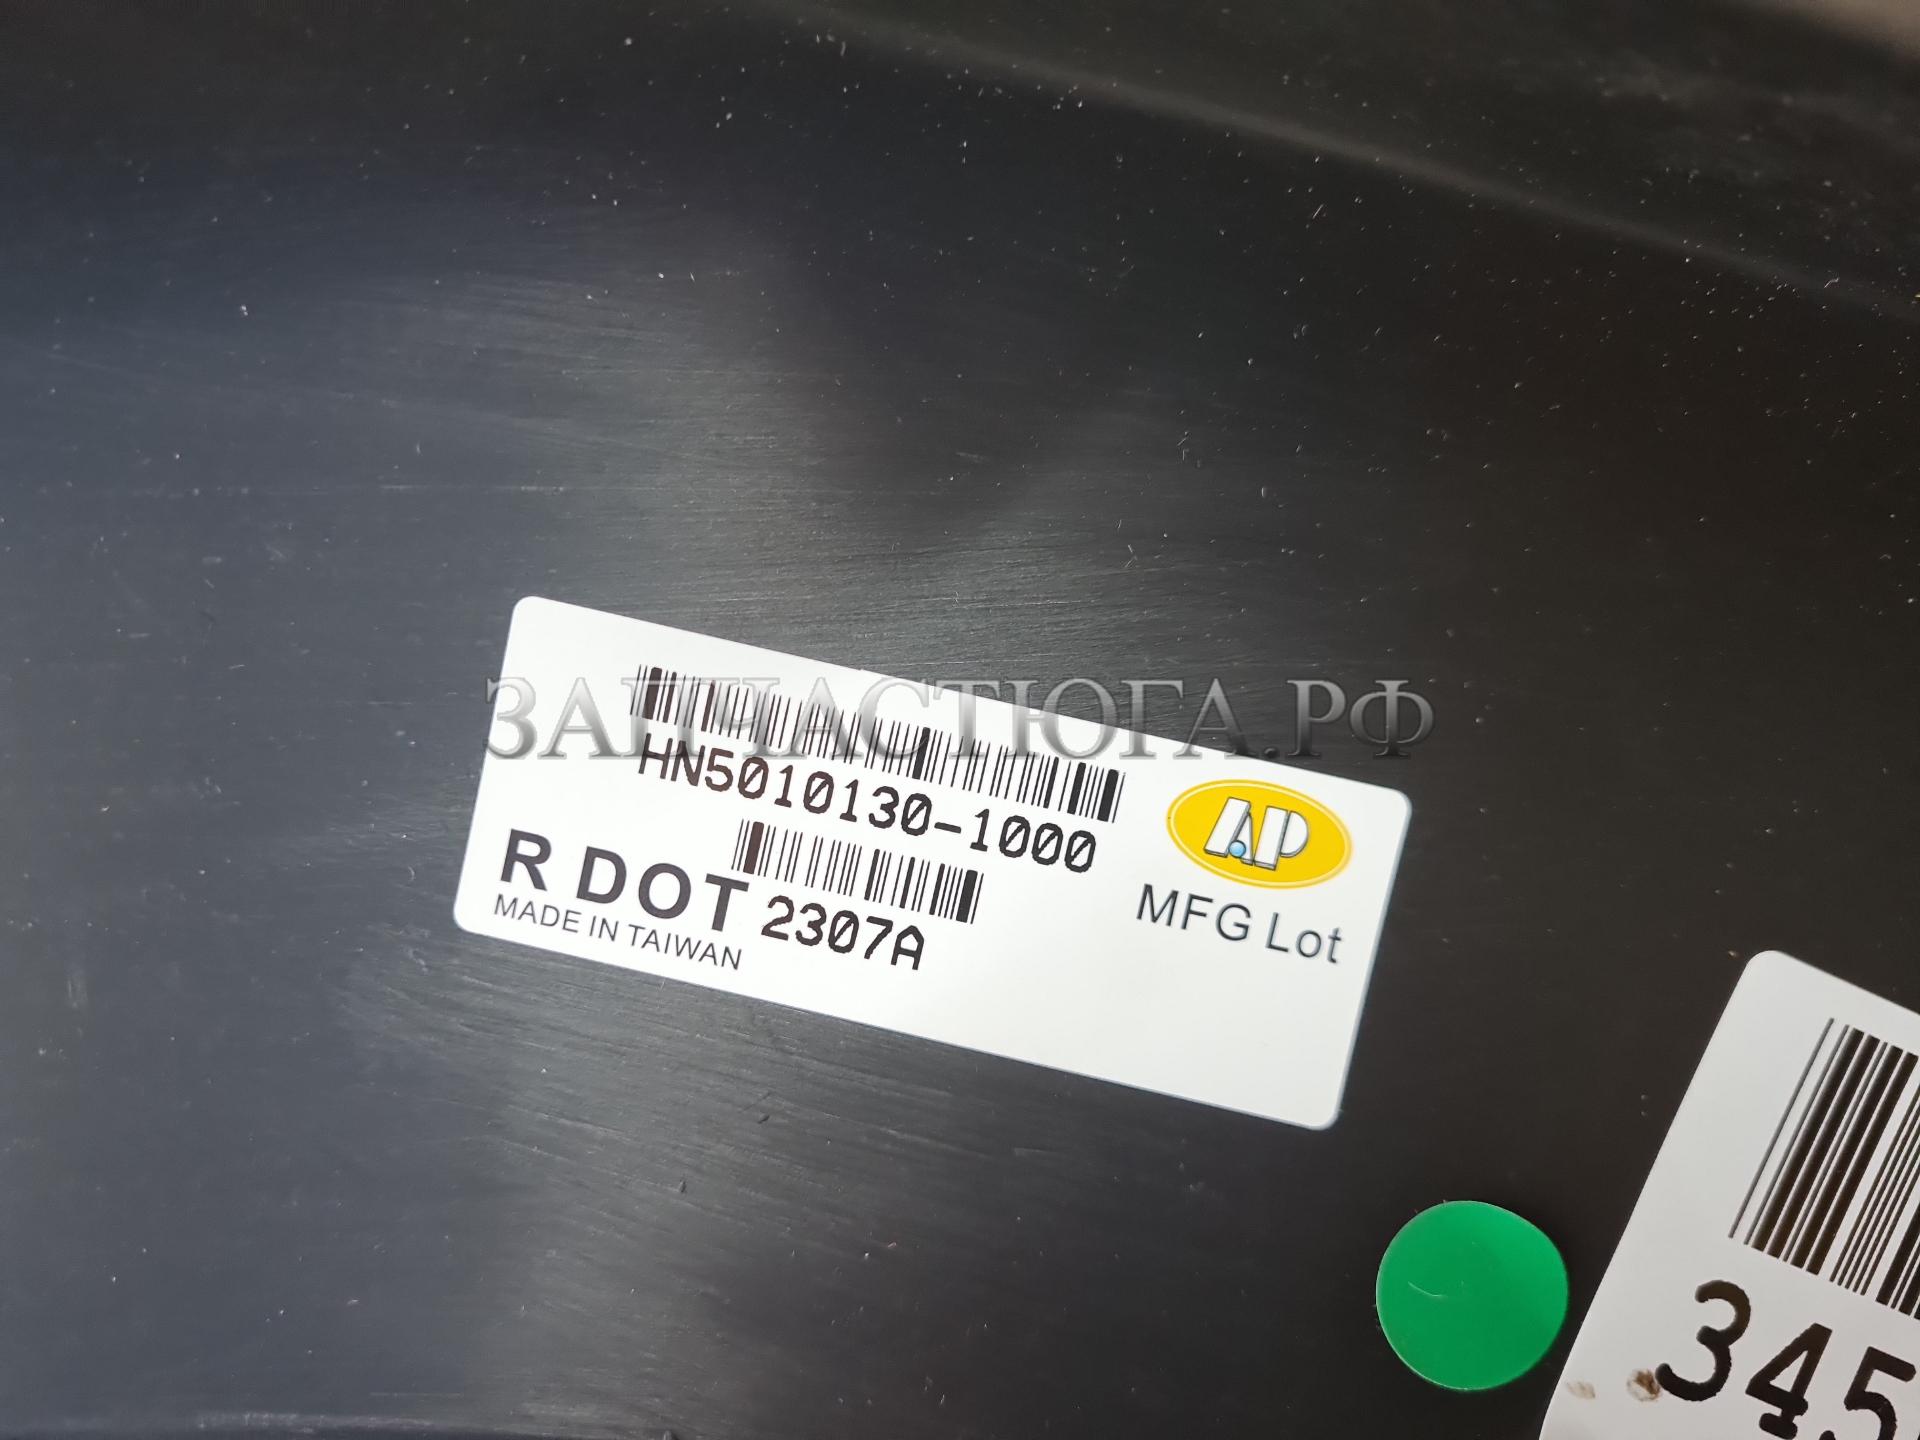 ЗАПЧАСТЮГА.РФ
HN5010130-1000
R DOT 2307A
MADE IN TAIWAN
AP
MFG Lot
345